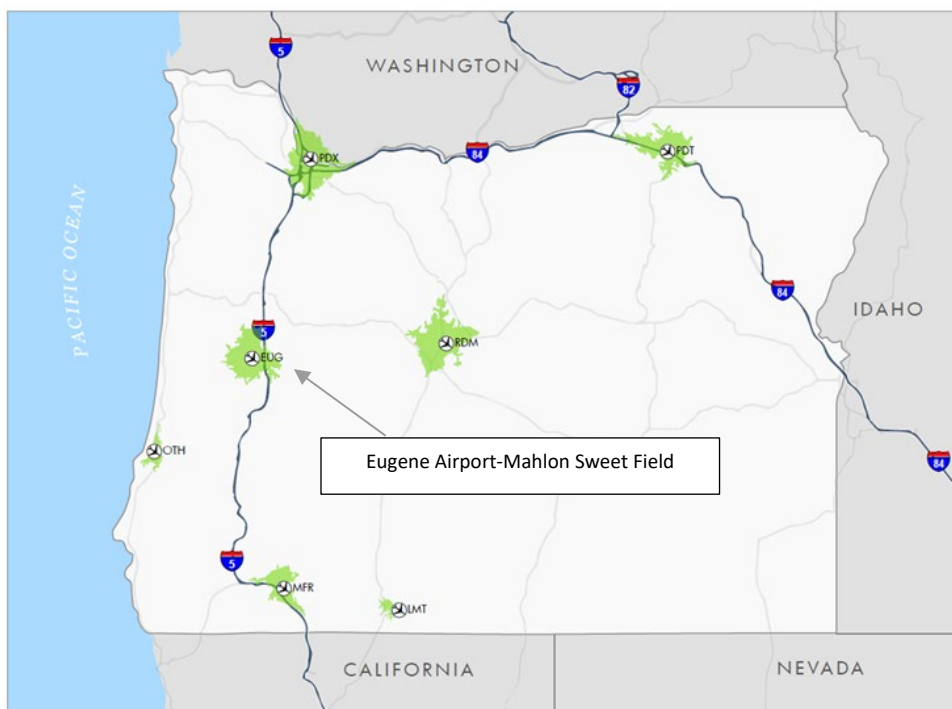 5
WASHINGTON
82
PDX
84
PDT
PACIFIC OCEAN
84
IDAHO
5
EUG
RDM
OTH
Eugene Airport-Mahlon Sweet Field
84
5
MFR
LMT
CALIFORNIA
NEVADA